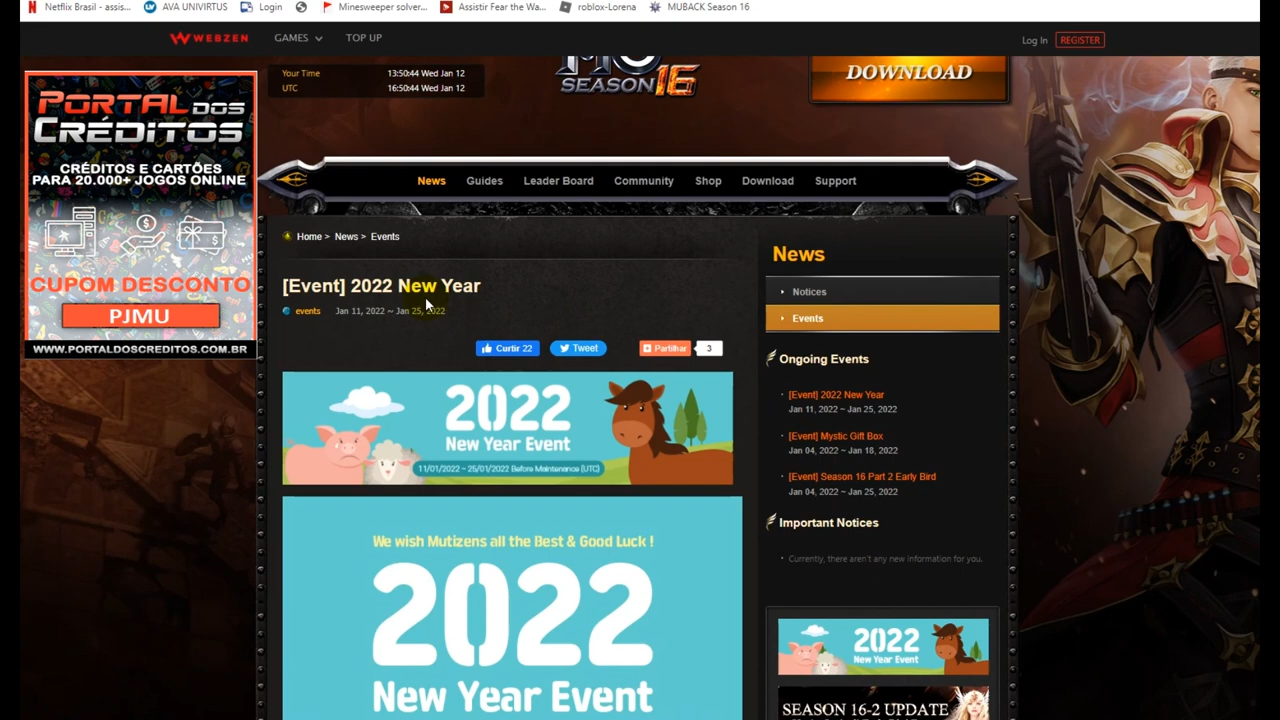 Netflix Brasil - assis...
AVA UNIVIRTUS
Login
Minesweeper solver...
Assistir Fear the Wa...
roblox-Lorena
MUBACK Season 16
WEBZEN
GAMES
TOP UP
Log In
REGISTER
Your Time 13:50:44 Wed Jan 12
UTC 16:50:44 Wed Jan 12
SEASON 16
DOWNLOAD
PORTAL DOS
CRÉDITOS
CRÉDITOS E CARTÕES
PARA 20.000+ JOGOS ONLINE
CUPOM DESCONTO
PJMU
WWW.PORTALDOSCREDITOS.COM.BR
News Guides Leader Board Community Shop Download Support
Home > News > Events
[Event] 2022 New Year
events Jan 11, 2022 ~ Jan 25, 2022
Curtir 22
Tweet
Partilhar
3
2022
New Year Event
11/01/2022 ~ 25/01/2022 Before Maintenance (UTC)
We wish Mutizens all the Best & Good Luck !
2022
New Year Event
News
Notices
Events
Ongoing Events
[Event] 2022 New Year
Jan 11, 2022 ~ Jan 25, 2022
[Event] Mystic Gift Box
Jan 04, 2022 ~ Jan 18, 2022
[Event] Season 16 Part 2 Early Bird
Jan 04, 2022 ~ Jan 25, 2022
Important Notices
Currently, there aren't any new information for you.
2022
New Year Event
SEASON 16-2 UPDATE